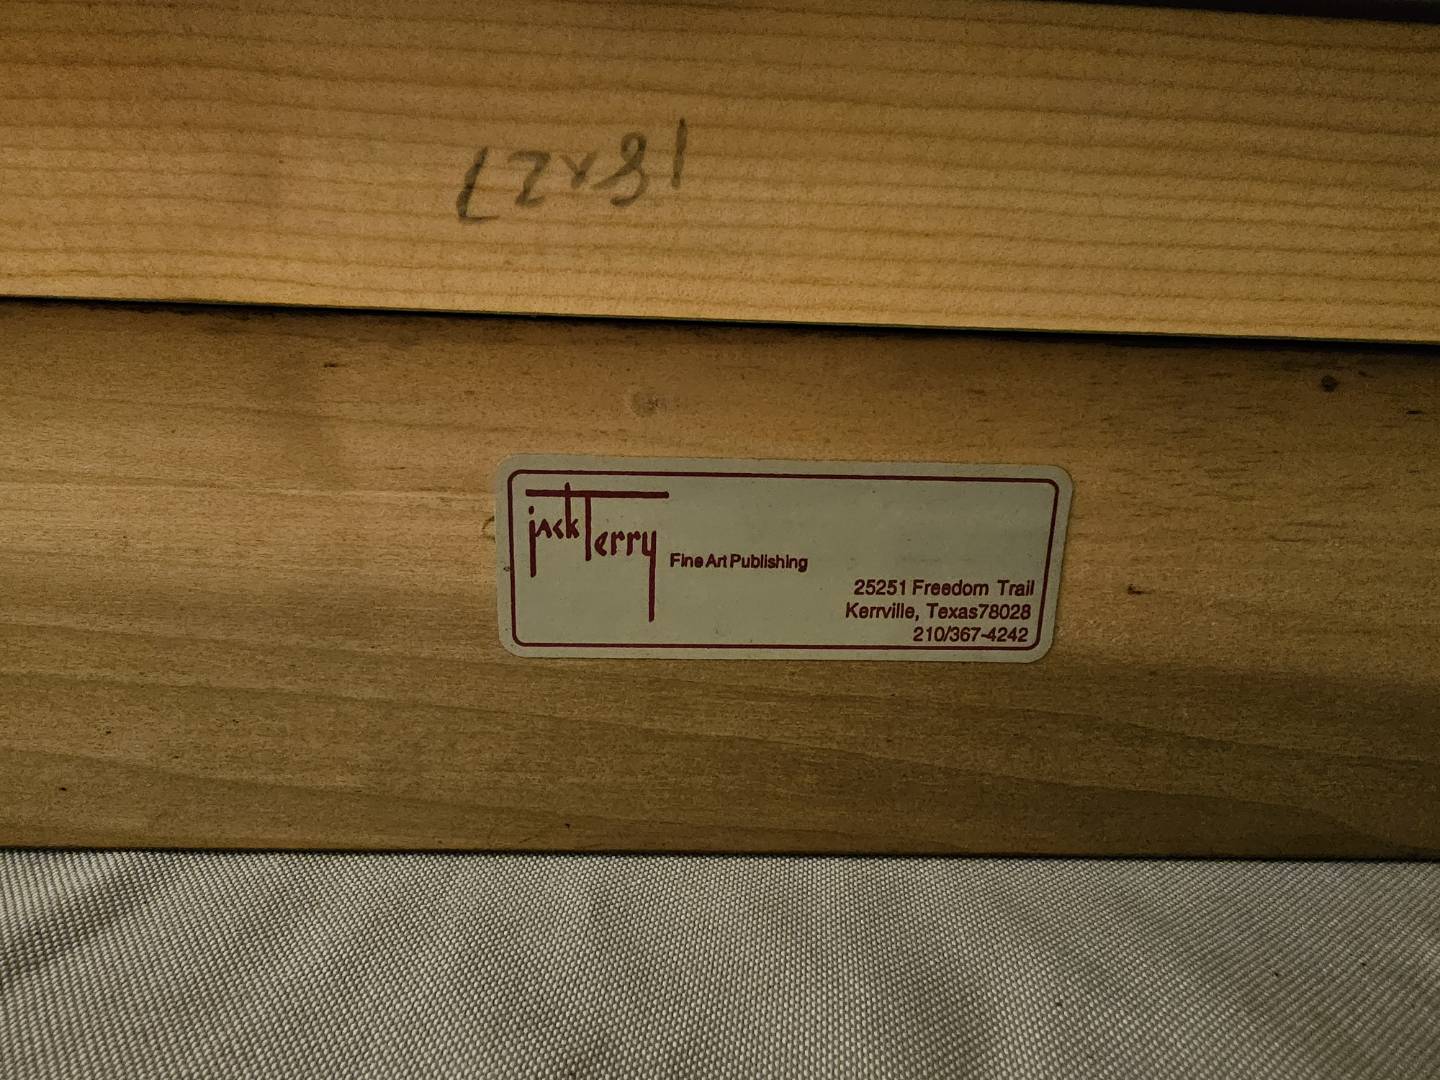 18x27
jack Terry
Fine Art Publishing
25251 Freedom Trail
Kerrville, Texas78028
210/367-4242